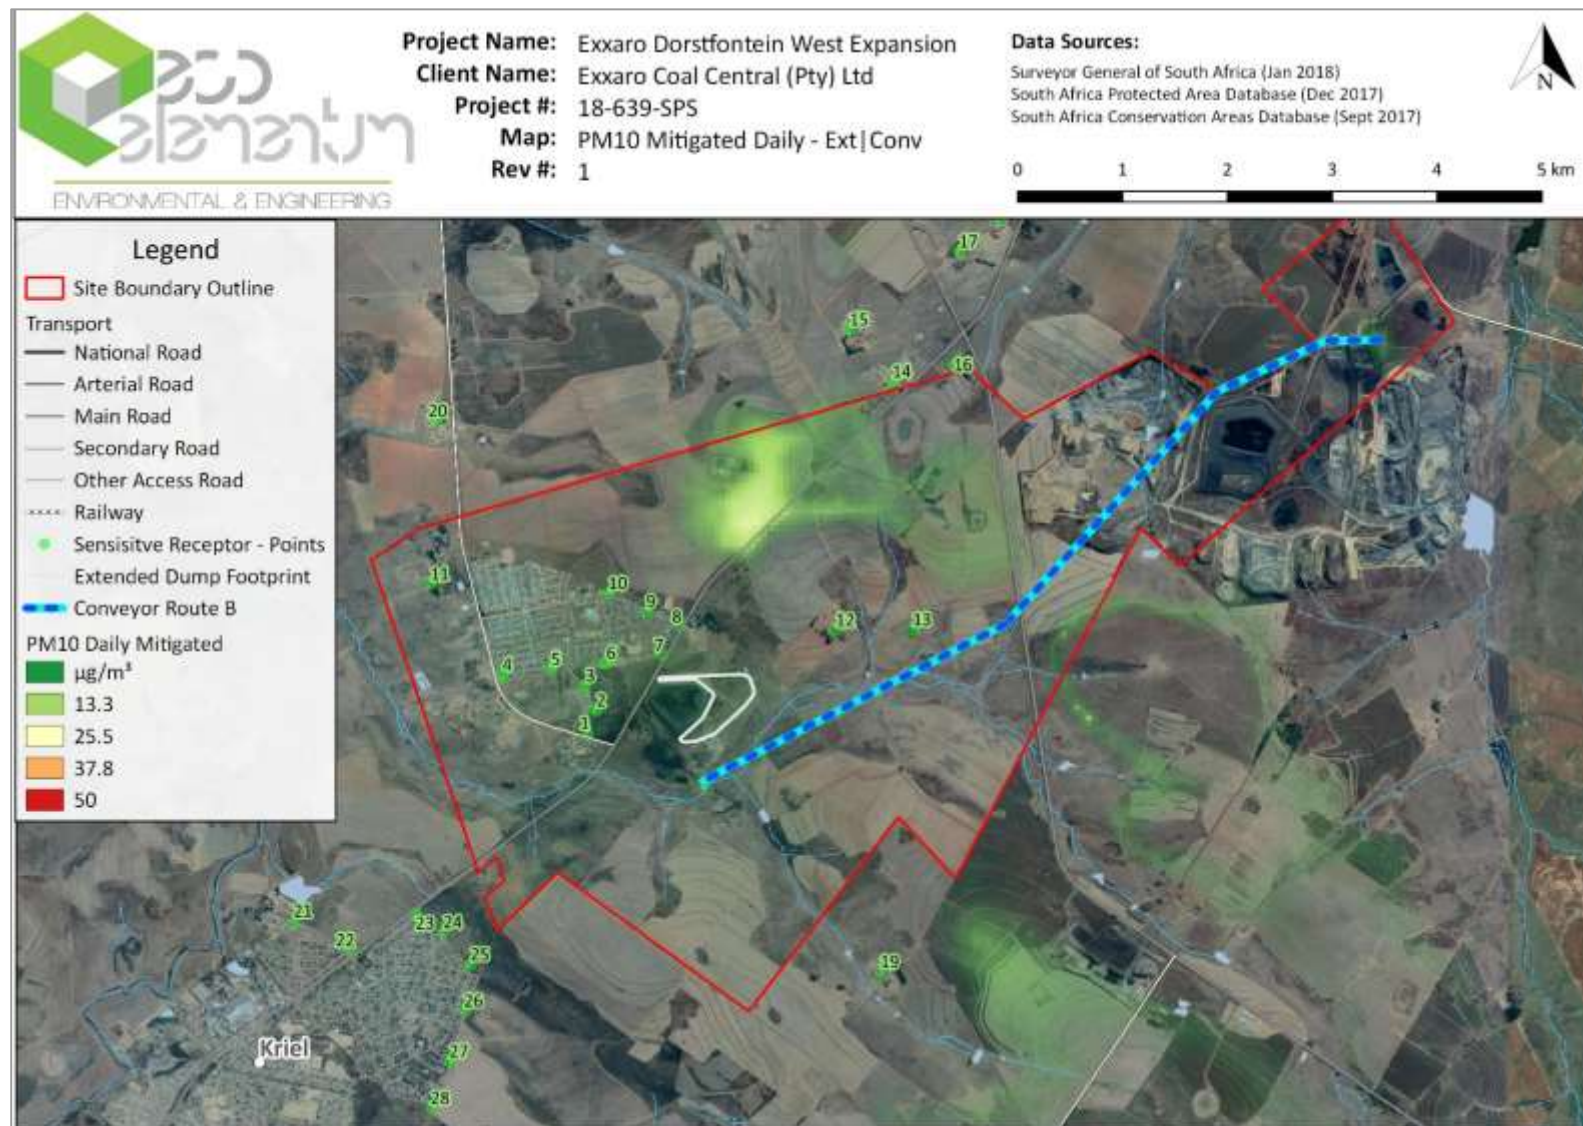 eco
elementum
ENVIRONMENTAL & ENGINEERING
Project Name: Exxaro Dorstfontein West Expansion
Client Name: Exxaro Coal Central (Pty) Ltd
Project #: 18-639-SPS
Map: PM10 Mitigated Daily - Ext|Conv
Rev #: 1
Data Sources:
Surveyor General of South Africa (Jan 2018)
South Africa Protected Area Database (Dec 2017)
South Africa Conservation Areas Database (Sept 2017)
N
0 1 2 3 4 5 km
Legend
Site Boundary Outline
Transport
National Road
Arterial Road
Main Road
Secondary Road
Other Access Road
Railway
Sensisitve Receptor - Points
Extended Dump Footprint
Conveyor Route B
PM10 Daily Mitigated
µg/m³
13.3
25.5
37.8
50
17
15
14
16
20
11
10
9
8
12
13
7
6
5
4
3
2
1
21
22
23
24
25
19
26
Kriel
27
28